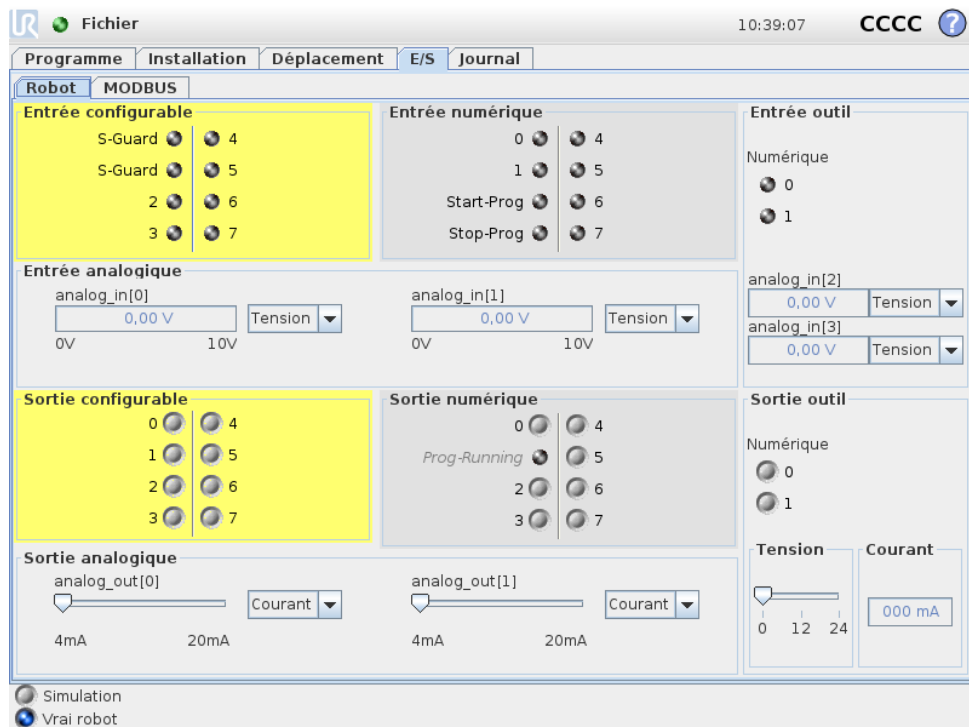 UR Fichier 10:39:07 CCCC ?
Programme Installation Déplacement E/S Journal
Robot MODBUS
Entrée configurable
S-Guard 4
S-Guard 5
2 6
3 7
Entrée numérique
0 4
1 5
Start-Prog 6
Stop-Prog 7
Entrée outil
Numérique
0
1
analog_in[2]
0,00 V Tension
analog_in[3]
0,00 V Tension
Entrée analogique
analog_in[0]
0,00 V Tension
0V 10V
analog_in[1]
0,00 V Tension
0V 10V
Sortie configurable
0 4
1 5
2 6
3 7
Sortie numérique
0 4
Prog-Running 5
2 6
3 7
Sortie outil
Numérique
0
1
Tension
0 12 24
Courant
000 mA
Sortie analogique
analog_out[0]
Courant
4mA 20mA
analog_out[1]
Courant
4mA 20mA
Simulation
Vrai robot